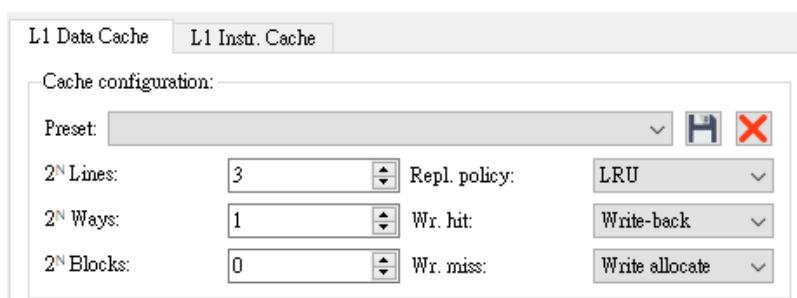 L1 Data Cache L1 Instr. Cache
Cache configuration:
Preset:
2ᴺ Lines: 3 Repl. policy: LRU
2ᴺ Ways: 1 Wr. hit: Write-back
2ᴺ Blocks: 0 Wr. miss: Write allocate